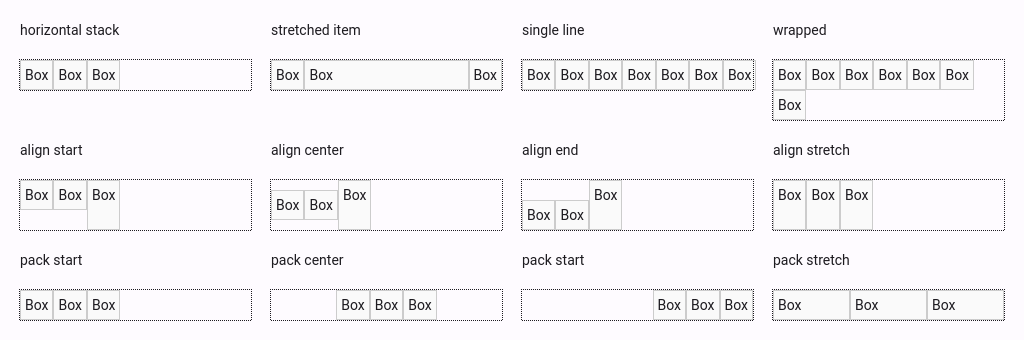 horizontal stack stretched item single line wrapped
Box Box Box Box Box Box Box Box Box Box Box Box Box Box Box Box Box Box Box
Box
align start align center align end align stretch
Box Box Box Box Box Box Box Box Box Box Box Box
pack start pack center pack start pack stretch
Box Box Box Box Box Box Box Box Box Box Box Box